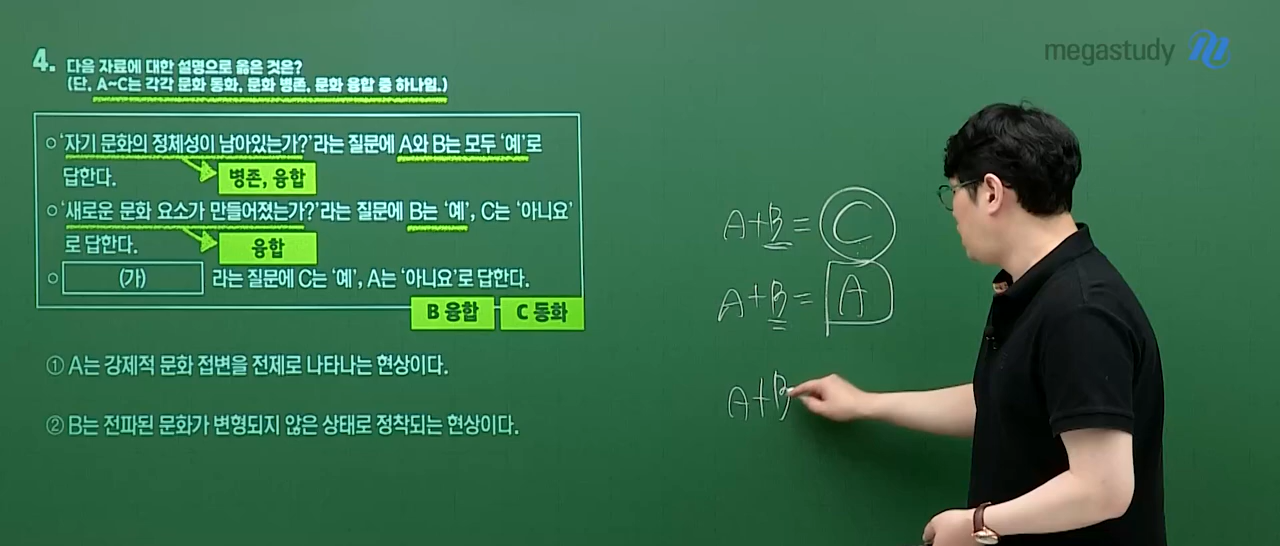 megastudy
4. 다음 자료에 대한 설명으로 옳은 것은?
(단, A~C는 각각 문화 동화, 문화 병존, 문화 융합 중 하나임.)
○ ‘자기 문화의 정체성이 남아있는가?’라는 질문에 A와 B는 모두 ‘예’로
답한다.
병존, 융합
○ ‘새로운 문화 요소가 만들어졌는가?’라는 질문에 B는 ‘예’, C는 ‘아니요’
로 답한다.
융합
○ (가) 라는 질문에 C는 ‘예’, A는 ‘아니요’로 답한다.
B 융합 C 동화
① A는 강제적 문화 접변을 전제로 나타나는 현상이다.
② B는 전파된 문화가 변형되지 않은 상태로 정착되는 현상이다.
A+B=C
A+B=A
A+B